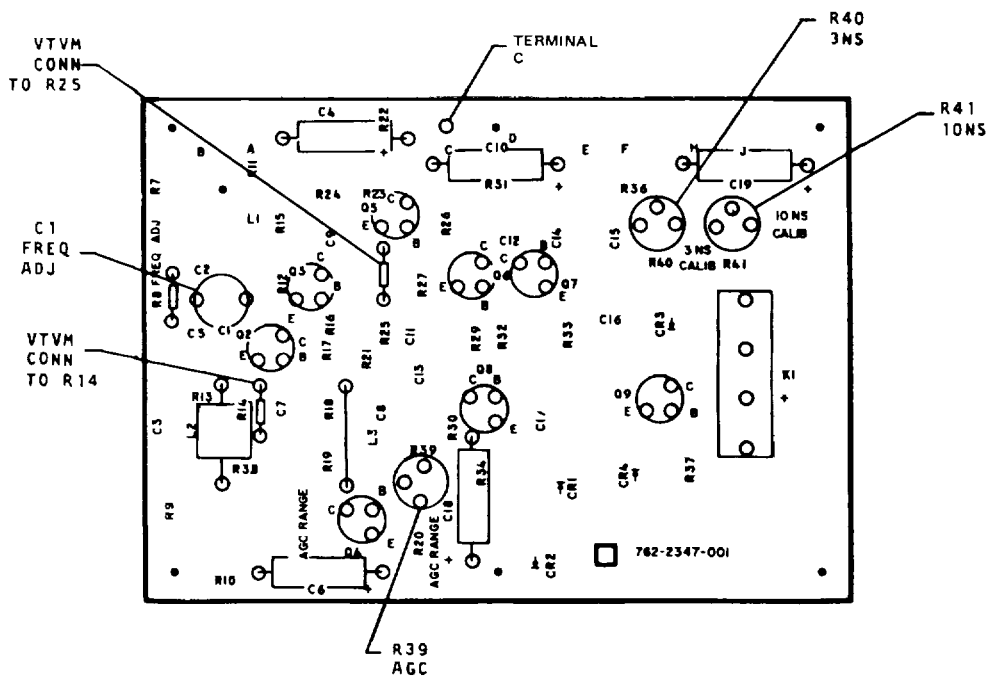 VTVM
CONN
TO R25
TERMINAL
C
R40
3NS
R41
10NS
C1
FREQ
ADJ
VTVM
CONN
TO R14
R39
AGC
B
A
C4
R22
C
C10
D
E
F
H
J
R31
C19
+
+
+
R7
R24
R23
C
Q5
E
B
R26
R36
L1
R15
C9
C15
R40
3NS
CALIB
R41
10NS
CALIB
FREQ ADJ
R8
C2
C5
C1
Q3
C
R12
E
B
R27
C
Q6
E
B
C12
C
B
C14
Q7
E
R16
R17
R25
R21
C11
R29
R32
R33
C16
CR3
Q2
C
E
B
C13
K1
+
R13
L2
R14
C7
R38
C3
R18
C8
L3
R19
Q8
C
B
E
R30
R34
C18
+
Q9
C
E
B
R39
R9
AGC RANGE
C
B
E
R20
AGC RANGE
CR1
CR4
R37
CR2
R10
C6
+
762-2347-001